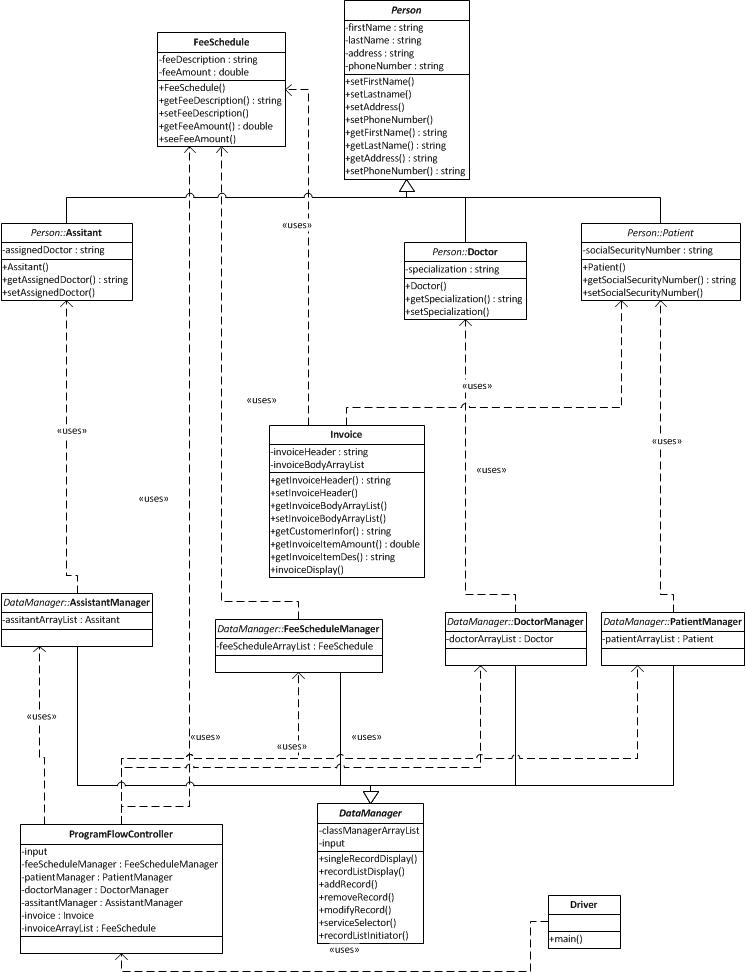 Person
-firstName : string
-lastName : string
-address : string
-phoneNumber : string
+setFirstName()
+setLastname()
+setAddress()
+setPhoneNumber()
+getFirstName() : string
+getLastName() : string
+getAddress() : string
+setPhoneNumber() : string
FeeSchedule
-feeDescription : string
-feeAmount : double
+FeeSchedule()
+getFeeDescription() : string
+setFeeDescription()
+getFeeAmount() : double
+seeFeeAmount()
«uses»
Person::Assitant
-assignedDoctor : string
+Assitant()
+getAssignedDoctor() : string
+setAssignedDoctor()
Person::Doctor
-specialization : string
+Doctor()
+getSpecialization() : string
+setSpecialization()
Person::Patient
-socialSecurityNumber : string
+Patient()
+getSocialSecurityNumber() : string
+setSocialSecurityNumber()
«uses»
«uses»
«uses»
«uses»
«uses»
«uses»
Invoice
-invoiceHeader : string
-invoiceBodyArrayList
+getInvoiceHeader() : string
+setInvoiceHeader()
+getInvoiceBodyArrayList()
+setInvoiceBodyArrayList()
+getCustomerInfor() : string
+getInvoiceItemAmount() : double
+getInvoiceItemDes() : string
+invoiceDisplay()
DataManager::AssistantManager
-assitantArrayList : Assitant
DataManager::FeeScheduleManager
-feeScheduleArrayList : FeeSchedule
DataManager::DoctorManager
-doctorArrayList : Doctor
DataManager::PatientManager
-patientArrayList : Patient
«uses»
«uses»
«uses»
«uses»
ProgramFlowController
-input
-feeScheduleManager : FeeScheduleManager
-patientManager : PatientManager
-doctorManager : DoctorManager
-assitantManager : AssistantManager
-invoice : Invoice
-invoiceArrayList : FeeSchedule
DataManager
-classManagerArrayList
-input
+singleRecordDisplay()
+recordListDisplay()
+addRecord()
+removeRecord()
+modifyRecord()
+serviceSelector()
+recordListInitiator()
«uses»
Driver
+main()